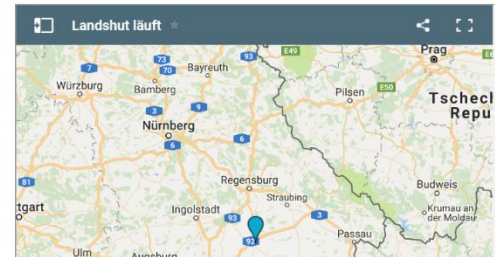 Landshut läuft
E49
Prag
73
93
Bayreuth
7
70
Würzburg
Bamberg
Pilsen
E50
Tschech
Repu
3
9
Nürnberg
6
6
81
Regensburg
Budweis
Straubing
tgart
Ingolstadt
93
3
Krumau an
der Moldau
Passau
92
Ulm
Augsburg